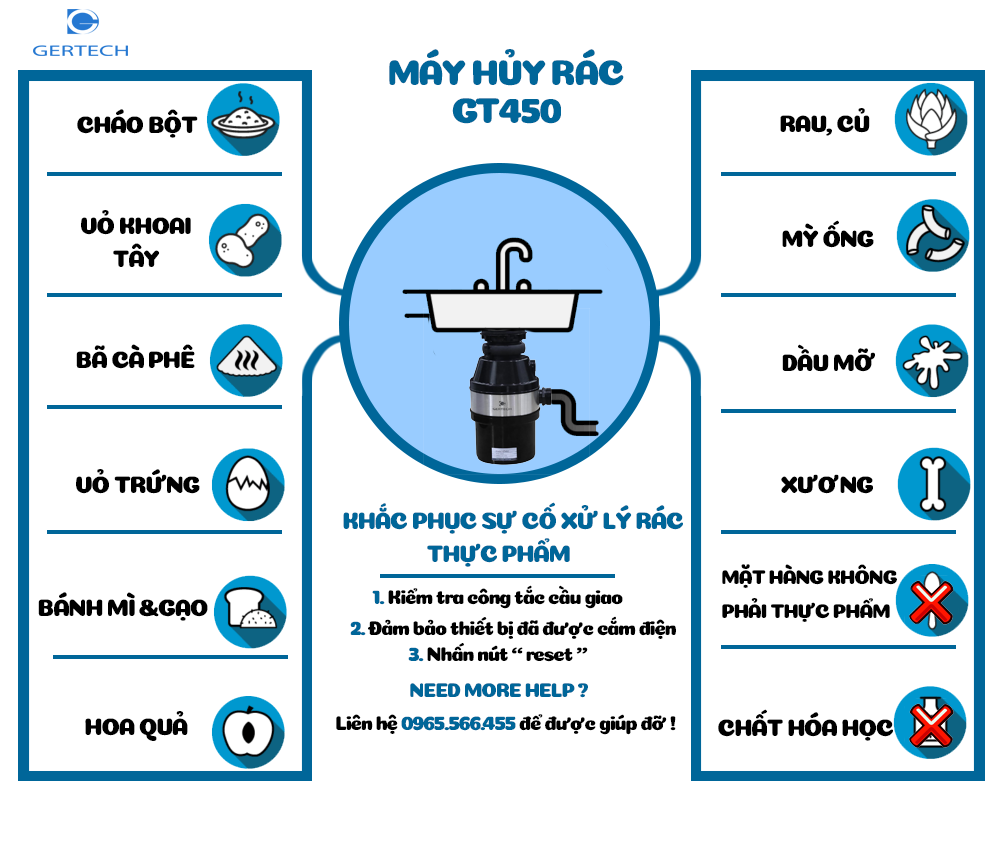 GERTECH
MÁY HỦY RÁC
GT450
CHÁO BỘT
VỎ KHOAI
TÂY
BÃ CÀ PHÊ
VỎ TRỨNG
BÁNH MÌ &GẠO
HOA QUẢ
GERTECH
KHẮC PHỤC SỰ CỐ XỬ LÝ RÁC
THỰC PHẨM
1. Kiểm tra công tắc cầu giao
2. Đảm bảo thiết bị đã được cắm điện
3. Nhấn nút “ reset ”
NEED MORE HELP ?
Liên hệ 0965.566.455 để được giúp đỡ !
RAU, CỦ
MỲ ỐNG
DẦU MỠ
XƯƠNG
MẶT HÀNG KHÔNG
PHẢI THỰC PHẨM
CHẤT HÓA HỌC